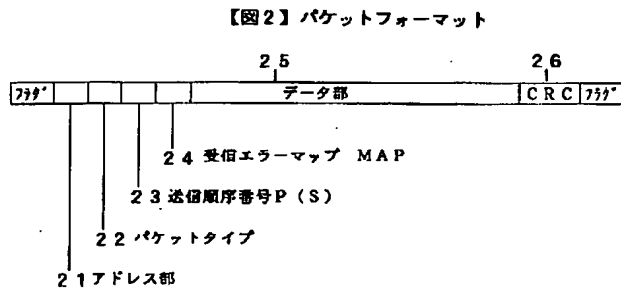 【図2】パケットフォーマット
25 26
ﾌﾗｸﾞ データ部 CRC ﾌﾗｸﾞ
24 受信エラーマップ MAP
23 送信順序番号P(S)
22 パケットタイプ
21 アドレス部